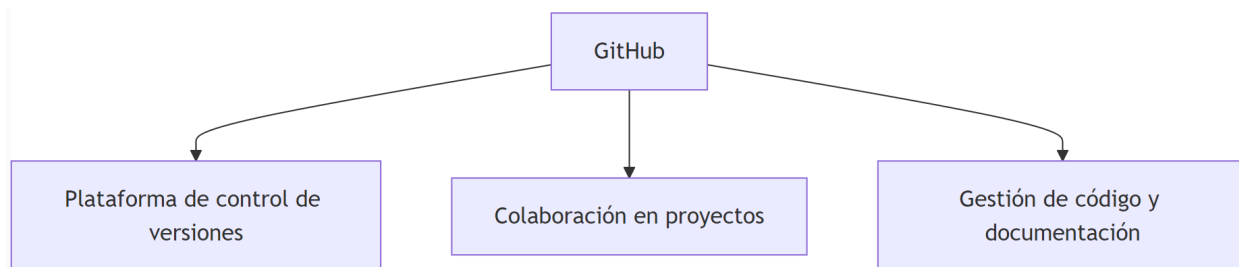 GitHub
Plataforma de control de
versiones
Colaboración en proyectos
Gestión de código y
documentación